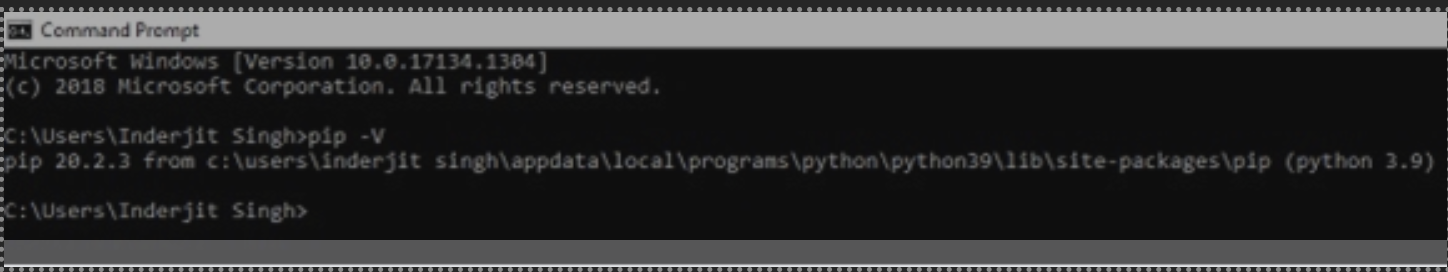 Command Prompt
Microsoft Windows [Version 10.0.17134.1304]
(c) 2018 Microsoft Corporation. All rights reserved.
C:\Users\Inderjit Singh>pip -V
pip 20.2.3 from c:\users\inderjit singh\appdata\local\programs\python\python39\lib\site-packages\pip (python 3.9)
C:\Users\Inderjit Singh>